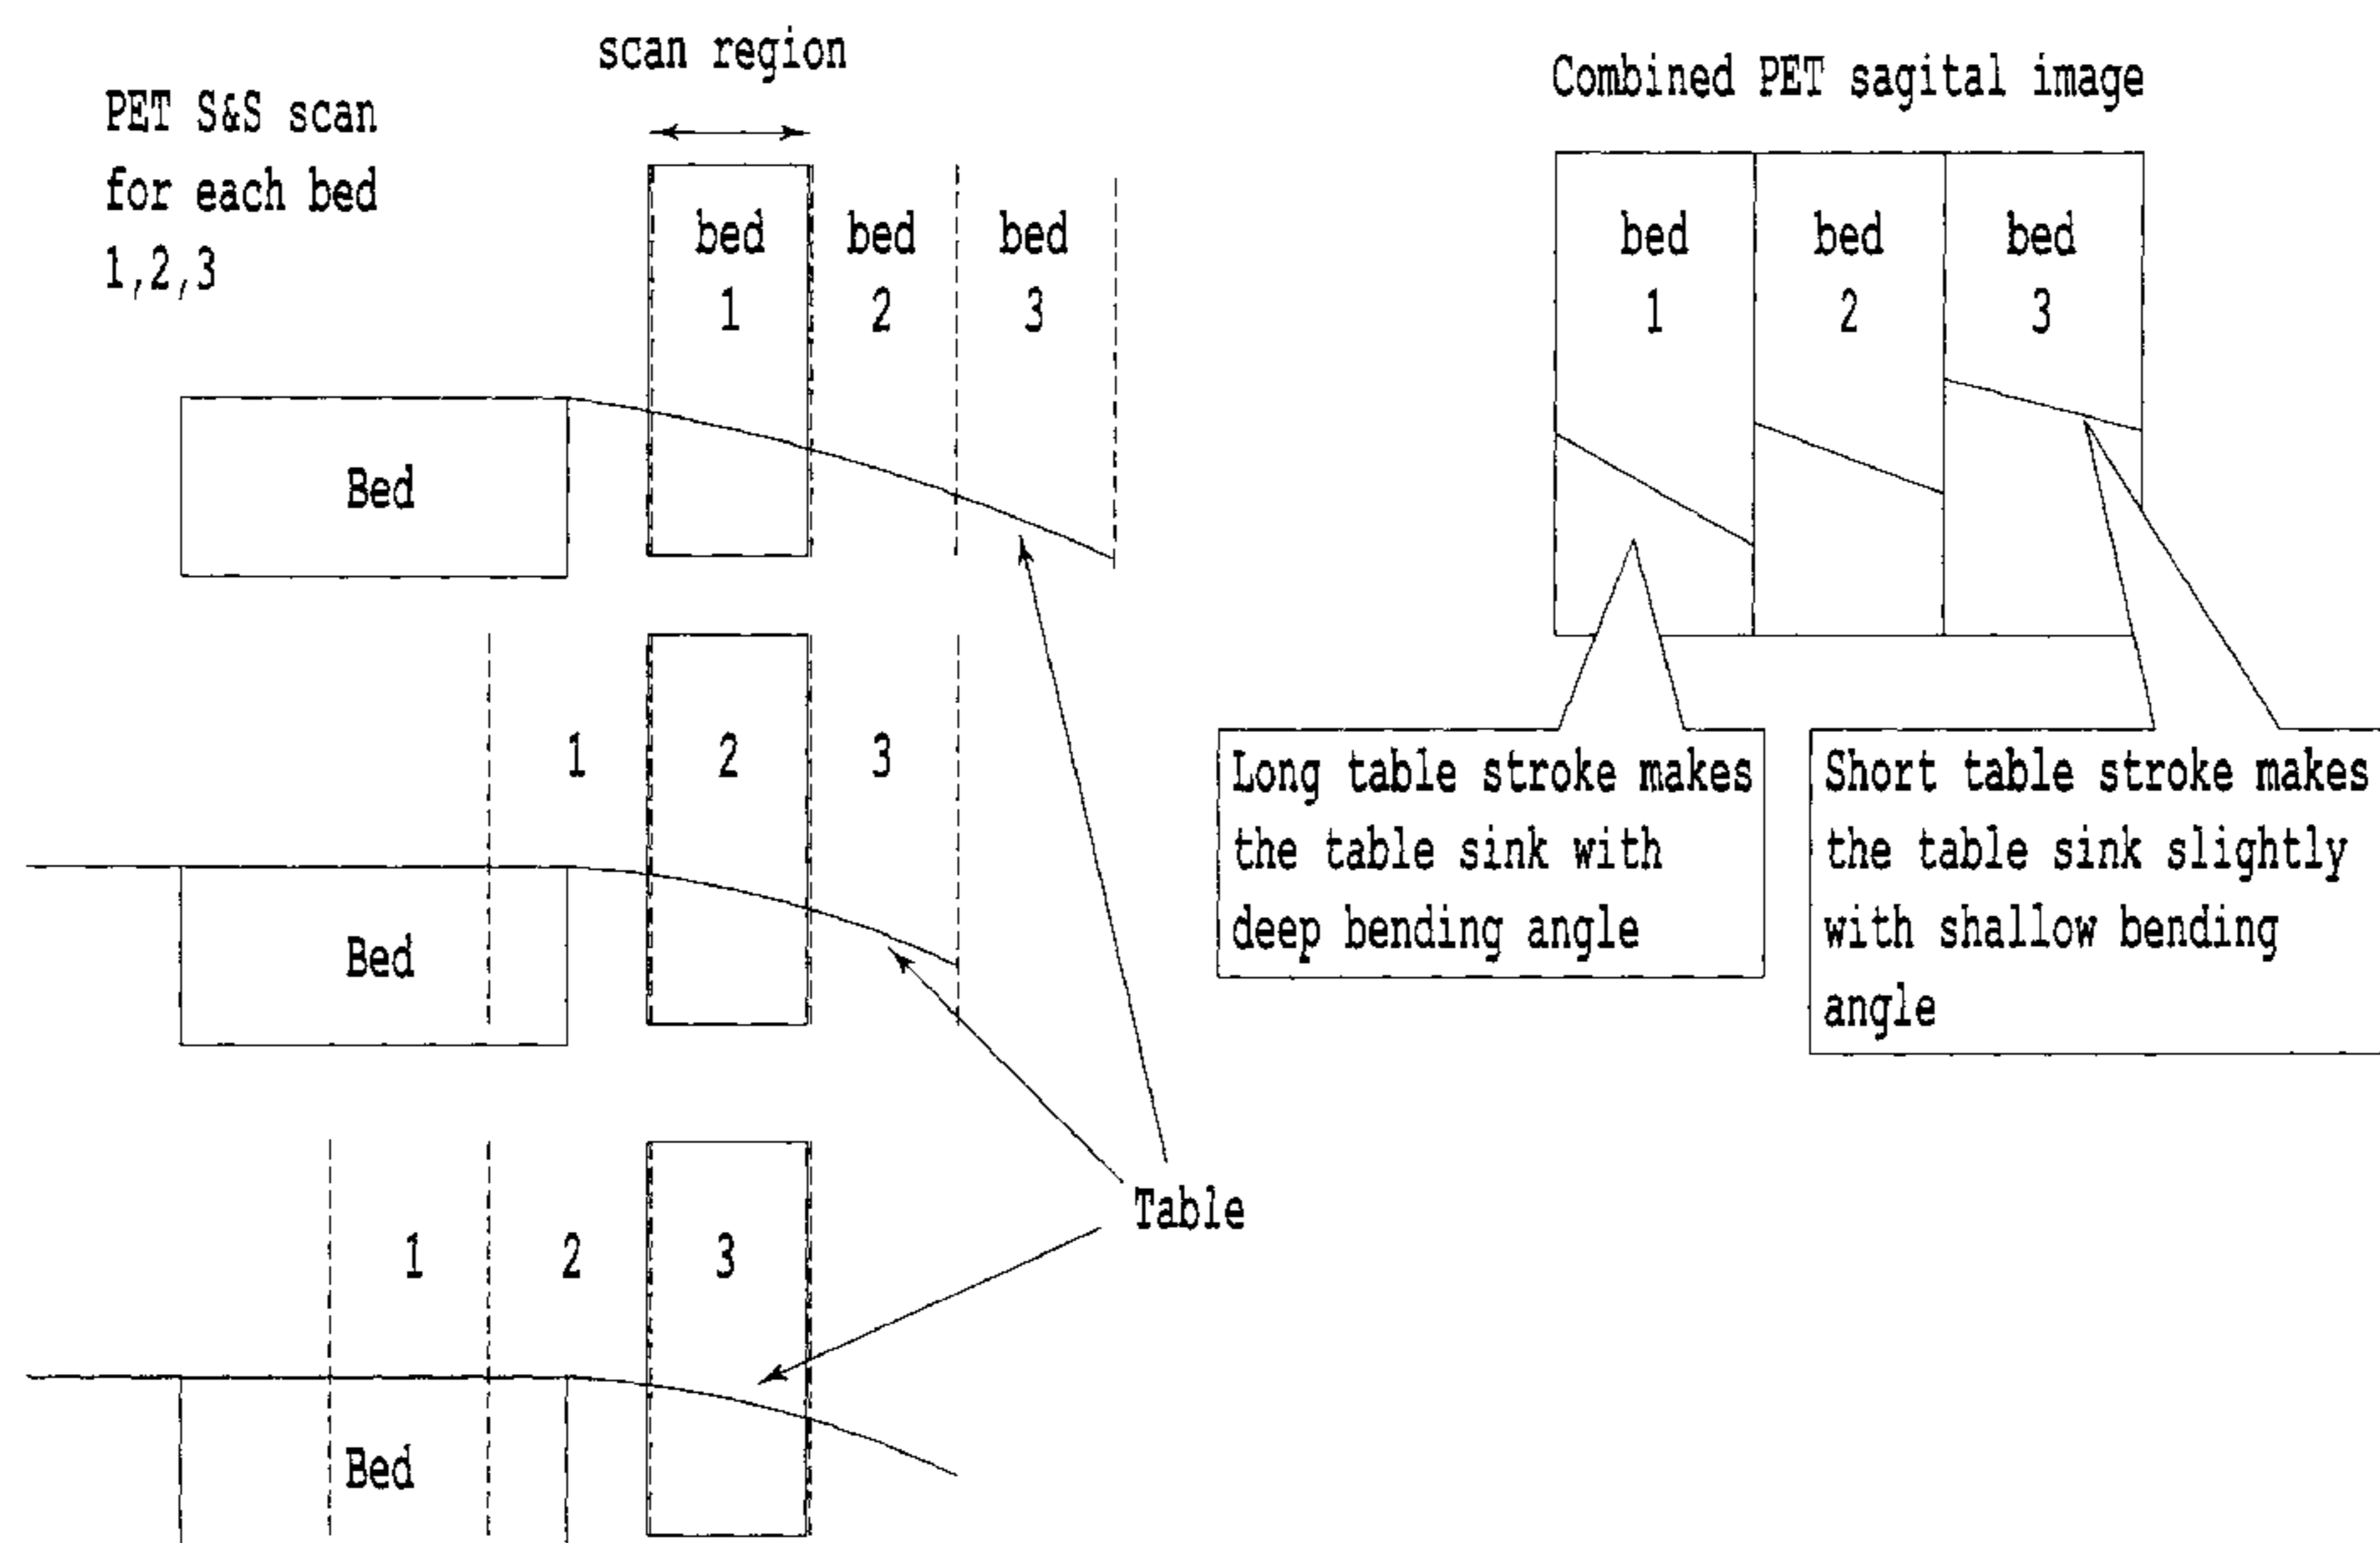 scan region
PET S&S scan
for each bed
1,2,3
bed
1
bed
2
bed
3
Bed
1
2
3
Bed
1
2
3
Bed
Table
Combined PET sagital image
bed
1
bed
2
bed
3
Long table stroke makes
the table sink with
deep bending angle
Short table stroke makes
the table sink slightly
with shallow bending
angle